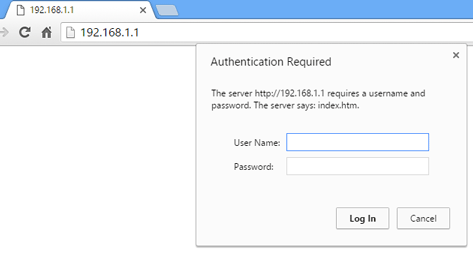 192.168.1.1
192.168.1.1
Authentication Required
The server http://192.168.1.1 requires a username and
password. The server says: index.htm.
User Name:
Password:
Log In Cancel